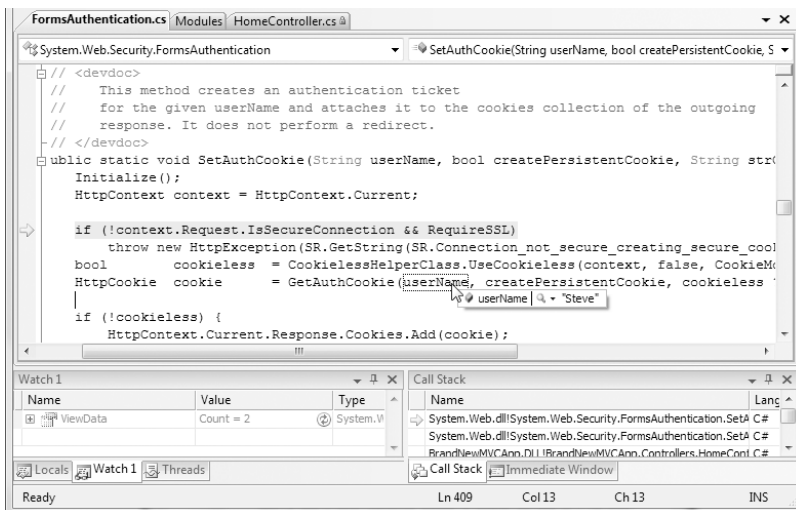 FormsAuthentication.cs Modules HomeController.cs
System.Web.Security.FormsAuthentication SetAuthCookie(String userName, bool createPersistentCookie, S
// <devdoc>
// This method creates an authentication ticket
// for the given userName and attaches it to the cookies collection of the outgoing
// response. It does not perform a redirect.
// </devdoc>
ublic static void SetAuthCookie(String userName, bool createPersistentCookie, String str
Initialize();
HttpContext context = HttpContext.Current;
if (!context.Request.IsSecureConnection && RequireSSL)
throw new HttpException(SR.GetString(SR.Connection_not_secure_creating_secure_coo
bool cookieless = CookielessHelperClass.UseCookieless(context, false, CookieMo
HttpCookie cookie = GetAuthCookie(userName, createPersistentCookie, cookieless
userName "Steve"
if (!cookieless) {
HttpContext.Current.Response.Cookies.Add(cookie);
Watch 1 Call Stack
Name Value Type Name Lang
ViewData Count = 2 System.W System.Web.dll!System.Web.Security.FormsAuthentication.SetA C#
System.Web.dll!System.Web.Security.FormsAuthentication.SetA C#
BrandNewMVCApp.DLL!BrandNewMVCApp.Controllers.HomeCont C#
Locals Watch 1 Threads Call Stack Immediate Window
Ready Ln 409 Col 13 Ch 13 INS